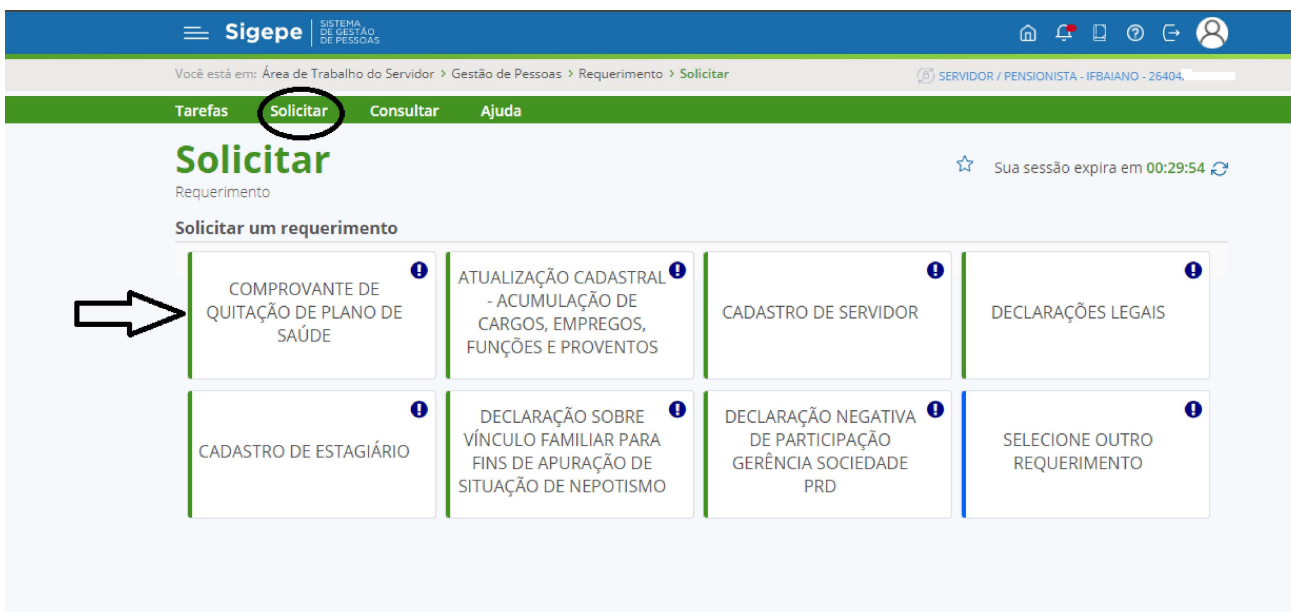 Sigepe
SISTEMA
DE GESTÃO
DE PESSOAS
Você está em: Área de Trabalho do Servidor > Gestão de Pessoas > Requerimento > Solicitar
SERVIDOR / PENSIONISTA - IFBAIANO - 26404.
Tarefas Solicitar Consultar Ajuda
Solicitar
Requerimento
Sua sessão expira em 00:29:54
Solicitar um requerimento
COMPROVANTE DE
QUITAÇÃO DE PLANO DE
SAÚDE
ATUALIZAÇÃO CADASTRAL
- ACUMULAÇÃO DE
CARGOS, EMPREGOS,
FUNÇÕES E PROVENTOS
CADASTRO DE SERVIDOR
DECLARAÇÕES LEGAIS
CADASTRO DE ESTAGIÁRIO
DECLARAÇÃO SOBRE
VÍNCULO FAMILIAR PARA
FINS DE APURAÇÃO DE
SITUAÇÃO DE NEPOTISMO
DECLARAÇÃO NEGATIVA
DE PARTICIPAÇÃO
GERÊNCIA SOCIEDADE
PRD
SELECIONE OUTRO
REQUERIMENTO